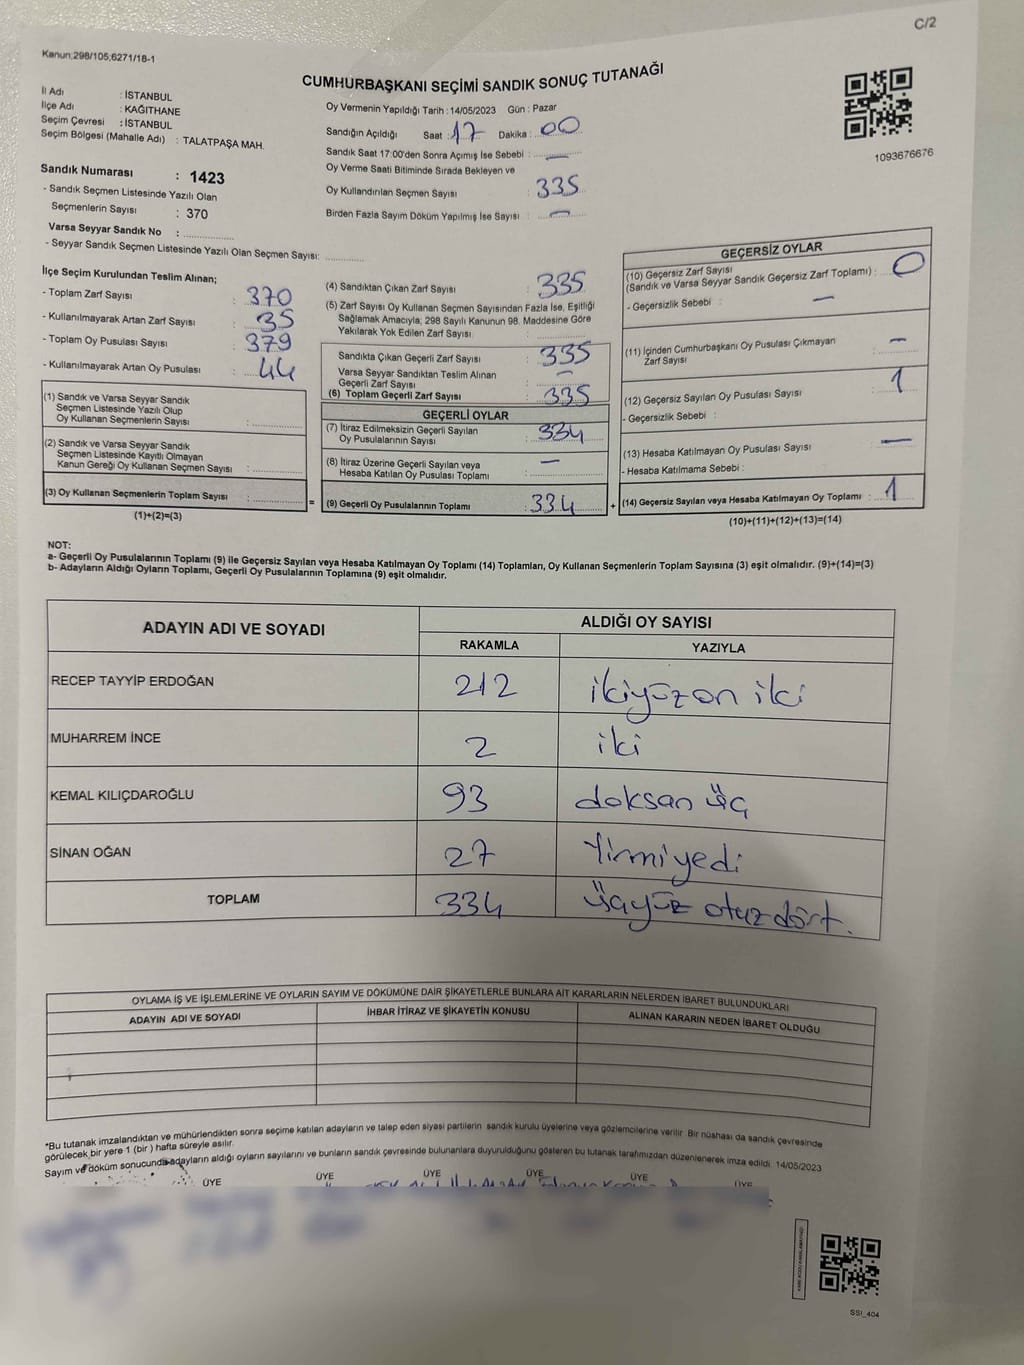 C/2
Kanun;298/105;6271/18-1
CUMHURBAŞKANI SEÇİMİ SANDIK SONUÇ TUTANAĞI
1093676676
İl Adı : İSTANBUL
İlçe Adı : KAĞITHANE
Seçim Çevresi : İSTANBUL
Seçim Bölgesi (Mahalle Adı) : TALATPAŞA MAH.
Oy Vermenin Yapıldığı Tarih : 14/05/2023 Gün : Pazar
Sandığın Açıldığı Saat : 17 Dakika : 00
Sandık Saat 17:00'den Sonra Açımış İse Sebebi : —
Oy Verme Saati Bitiminde Sırada Bekleyen ve
Oy Kullandırılan Seçmen Sayısı : 335
Birden Fazla Sayım Döküm Yapılmış İse Sayısı : —
Sandık Numarası : 1423
- Sandık Seçmen Listesinde Yazılı Olan
Seçmenlerin Sayısı : 370
Varsa Seyyar Sandık No : ..............
- Seyyar Sandık Seçmen Listesinde Yazılı Olan Seçmen Sayısı: ............
İlçe Seçim Kurulundan Teslim Alınan;
- Toplam Zarf Sayısı : 370
- Kullanılmayarak Artan Zarf Sayısı : 35
- Toplam Oy Pusulası Sayısı : 379
- Kullanılmayarak Artan Oy Pusulası : 44
(1) Sandık ve Varsa Seyyar Sandık
Seçmen Listesinde Yazılı Olup
Oy Kullanan Seçmenlerin Sayısı : ............
(2) Sandık ve Varsa Seyyar Sandık
Seçmen Listesinde Kayıtlı Olmayan
Kanun Gereği Oy Kullanan Seçmen Sayısı : ............
(3) Oy Kullanan Seçmenlerin Toplam Sayısı : ............
(1)+(2)=(3)
=
(4) Sandıktan Çıkan Zarf Sayısı : 335
(5) Zarf Sayısı Oy Kullanan Seçmen Sayısından Fazla İse, Eşitliği
Sağlamak Amacıyla; 298 Sayılı Kanunun 98. Maddesine Göre
Yakılarak Yok Edilen Zarf Sayısı : ............
Sandıkta Çıkan Geçerli Zarf Sayısı : 335
Varsa Seyyar Sandıktan Teslim Alınan
Geçerli Zarf Sayısı : —
(6) Toplam Geçerli Zarf Sayısı : 335
GEÇERLİ OYLAR
(7) İtiraz Edilmeksizin Geçerli Sayılan
Oy Pusulalarının Sayısı : 334
(8) İtiraz Üzerine Geçerli Sayılan veya
Hesaba Katılan Oy Pusulası Toplamı : —
(9) Geçerli Oy Pusulalarının Toplamı : 334
+
GEÇERSİZ OYLAR
(10) Geçersiz Zarf Sayısı
(Sandık ve Varsa Seyyar Sandık Geçersiz Zarf Toplamı) : 0
- Geçersizlik Sebebi : —
(11) İçinden Cumhurbaşkanı Oy Pusulası Çıkmayan
Zarf Sayısı : —
(12) Geçersiz Sayılan Oy Pusulası Sayısı : 1
- Geçersizlik Sebebi :
(13) Hesaba Katılmayan Oy Pusulası Sayısı : —
- Hesaba Katılmama Sebebi :
(14) Geçersiz Sayılan veya Hesaba Katılmayan Oy Toplamı : 1
(10)+(11)+(12)+(13)=(14)
NOT:
a- Geçerli Oy Pusulalarının Toplamı (9) ile Geçersiz Sayılan veya Hesaba Katılmayan Oy Toplamı (14) Toplamları, Oy Kullanan Seçmenlerin Toplam Sayısına (3) eşit olmalıdır. (9)+(14)=(3)
b- Adayların Aldığı Oyların Toplamı, Geçerli Oy Pusulalarının Toplamına (9) eşit olmalıdır.
ADAYIN ADI VE SOYADI
ALDIĞI OY SAYISI
RAKAMLA YAZIYLA
RECEP TAYYİP ERDOĞAN 212 ikiyüzon iki
MUHARREM İNCE 2 iki
KEMAL KILIÇDAROĞLU 93 doksan üç
SİNAN OĞAN 27 Yirmiyedi
TOPLAM 334 Üçyüz otuzdört.
OYLAMA İŞ VE İŞLEMLERİNE VE OYLARIN SAYIM VE DÖKÜMÜNE DAİR ŞİKAYETLERLE BUNLARA AİT KARARLARIN NELERDEN İBARET BULUNDUKLARI
ADAYIN ADI VE SOYADI İHBAR İTİRAZ VE ŞİKAYETİN KONUSU ALINAN KARARIN NEDEN İBARET OLDUĞU
*Bu tutanak imzalandıktan ve mühürlendikten sonra seçime katılan adayların ve talep eden siyasi partilerin sandık kurulu üyelerine veya gözlemcilerine verilir. Bir nüshası da sandık çevresinde
görülecek bir yere 1 (bir ) hafta süreyle asılır.
Sayım ve döküm sonucunda adayların aldığı oyların sayılarını ve bunların sandık çevresinde bulunanlara duyurulduğunu gösteren bu tutanak tarafımızdan düzenlenerek imza edildi. 14/05/2023
ÜYE ÜYE ÜYE ÜYE ÜYE ÜYE
SSI_404